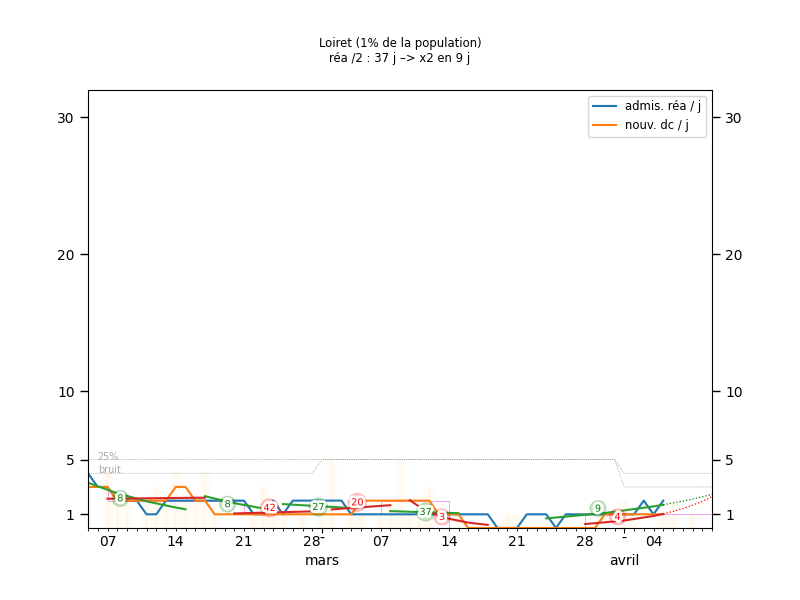 Loiret (1% de la population)
réa /2 : 37 j –> x2 en 9 j
admis. réa / j
nouv. dc / j
30 30
20 20
10 10
5 5
1 1
25%
bruit
8 8 42 27 20 37 3 9 4
07 14 21 28 07 14 21 28 - 04
mars avril